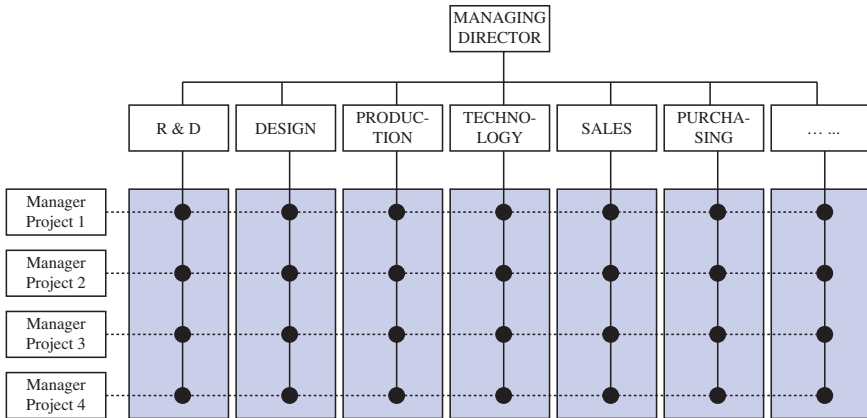 MANAGING
DIRECTOR
R & D
DESIGN
PRODUC-
TION
TECHNO-
LOGY
SALES
PURCHA-
SING
… ...
Manager
Project 1
Manager
Project 2
Manager
Project 3
Manager
Project 4